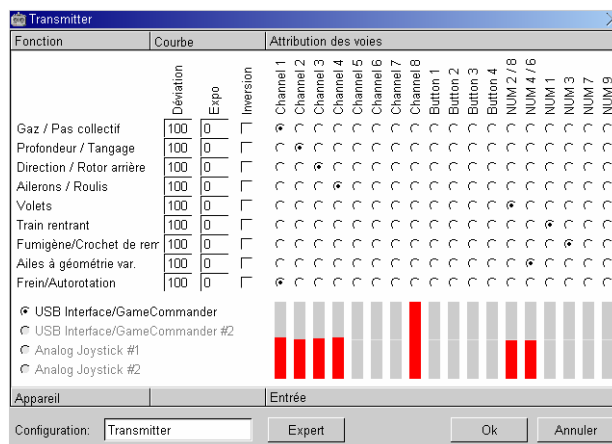 Transmitter
Fonction Courbe Attribution des voies
Déviation Expo Inversion Channel 1 Channel 2 Channel 3 Channel 4 Channel 5 Channel 6 Channel 7 Channel 8 Button 1 Button 2 Button 3 Button 4 NUM 2 / 8 NUM 4 / 6 NUM 1 NUM 3 NUM 7 NUM 9
Gaz / Pas collectif 100 0
Profondeur / Tangage 100 0
Direction / Rotor arrière 100 0
Ailerons / Roulis 100 0
Volets 100 0
Train rentrant 100 0
Fumigène/Crochet de rem 100 0
Ailes à géométrie var. 100 0
Frein/Autorotation 100 0
USB Interface/GameCommander
USB Interface/GameCommander #2
Analog Joystick #1
Analog Joystick #2
Appareil Entrée
Configuration: Transmitter Expert Ok Annuler